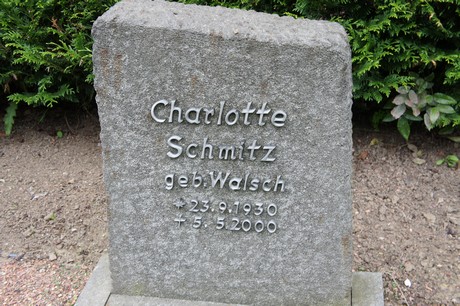 Charlotte
Schmitz
geb. Walsch
* 23.9.1930
† 5.5.2000